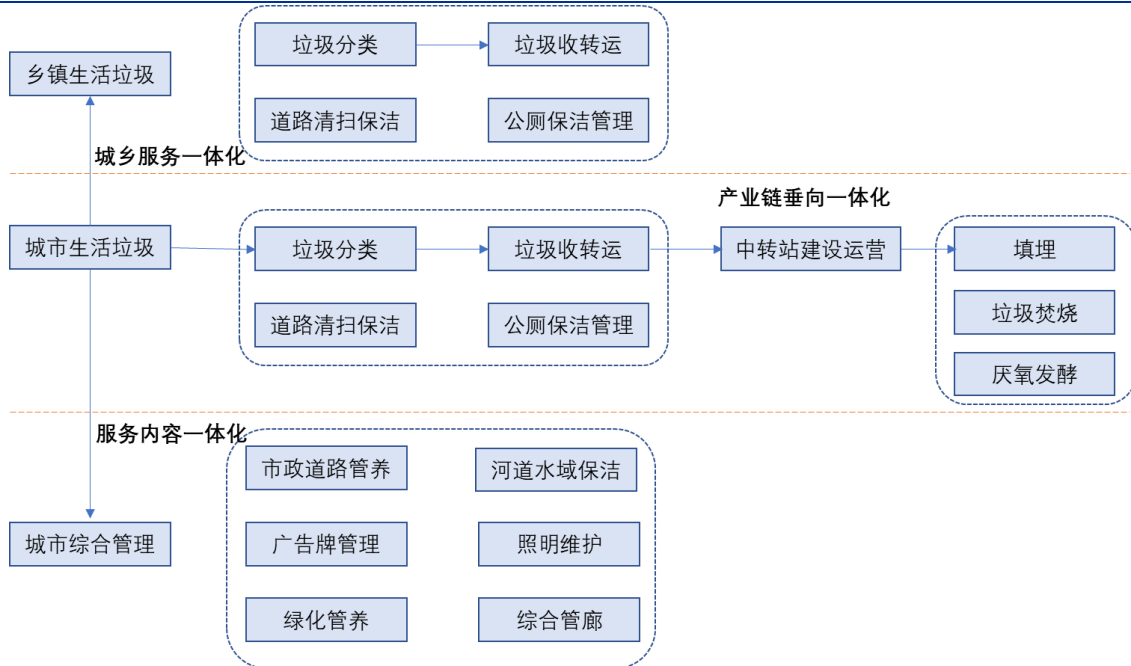 垃圾分类
垃圾收转运
乡镇生活垃圾
道路清扫保洁
公厕保洁管理
城乡服务一体化
产业链垂向一体化
城市生活垃圾
垃圾分类
垃圾收转运
中转站建设运营
填埋
道路清扫保洁
公厕保洁管理
垃圾焚烧
厌氧发酵
服务内容一体化
市政道路管养
河道水域保洁
城市综合管理
广告牌管理
照明维护
绿化管养
综合管廊